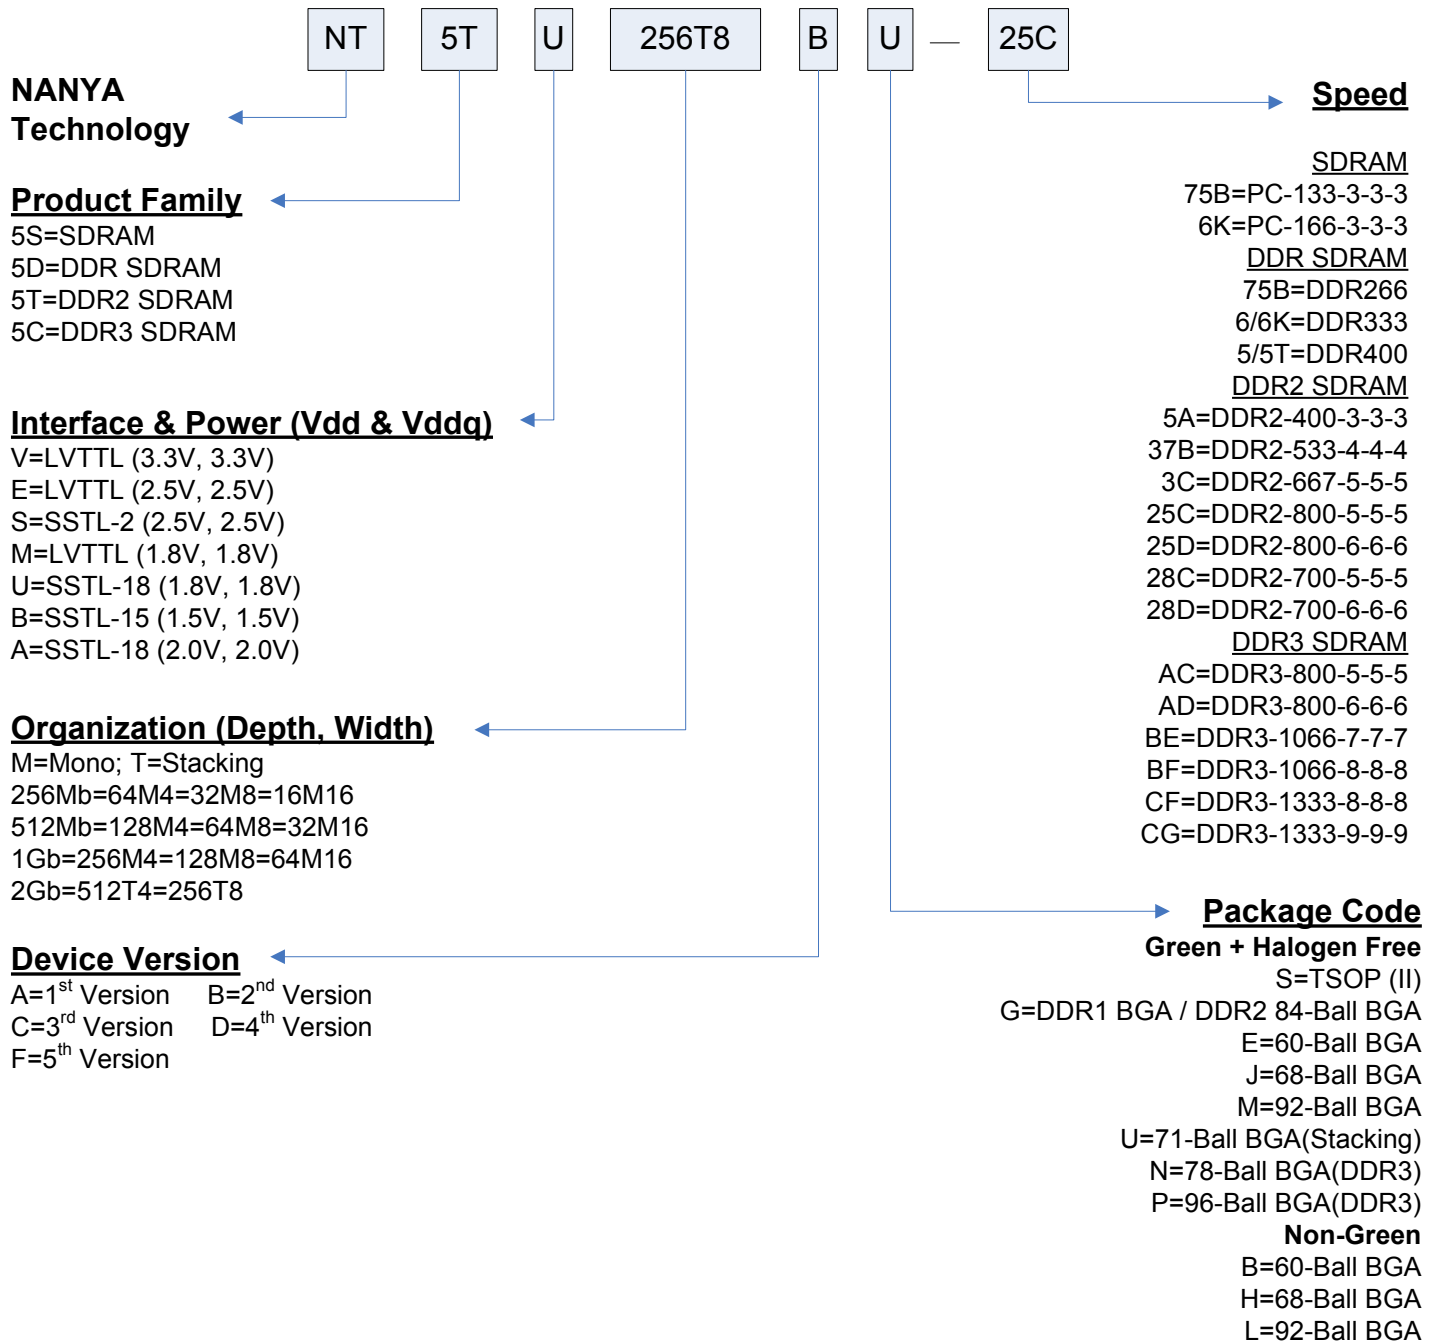 NT 5T U 256T8 B U — 25C
NANYA
Technology
Product Family
5S=SDRAM
5D=DDR SDRAM
5T=DDR2 SDRAM
5C=DDR3 SDRAM
Interface & Power (Vdd & Vddq)
V=LVTTL (3.3V, 3.3V)
E=LVTTL (2.5V, 2.5V)
S=SSTL-2 (2.5V, 2.5V)
M=LVTTL (1.8V, 1.8V)
U=SSTL-18 (1.8V, 1.8V)
B=SSTL-15 (1.5V, 1.5V)
A=SSTL-18 (2.0V, 2.0V)
Organization (Depth, Width)
M=Mono; T=Stacking
256Mb=64M4=32M8=16M16
512Mb=128M4=64M8=32M16
1Gb=256M4=128M8=64M16
2Gb=512T4=256T8
Device Version
A=1st Version B=2nd Version
C=3rd Version D=4th Version
F=5th Version
Speed
SDRAM
75B=PC-133-3-3-3
6K=PC-166-3-3-3
DDR SDRAM
75B=DDR266
6/6K=DDR333
5/5T=DDR400
DDR2 SDRAM
5A=DDR2-400-3-3-3
37B=DDR2-533-4-4-4
3C=DDR2-667-5-5-5
25C=DDR2-800-5-5-5
25D=DDR2-800-6-6-6
28C=DDR2-700-5-5-5
28D=DDR2-700-6-6-6
DDR3 SDRAM
AC=DDR3-800-5-5-5
AD=DDR3-800-6-6-6
BE=DDR3-1066-7-7-7
BF=DDR3-1066-8-8-8
CF=DDR3-1333-8-8-8
CG=DDR3-1333-9-9-9
Package Code
Green + Halogen Free
S=TSOP (II)
G=DDR1 BGA / DDR2 84-Ball BGA
E=60-Ball BGA
J=68-Ball BGA
M=92-Ball BGA
U=71-Ball BGA(Stacking)
N=78-Ball BGA(DDR3)
P=96-Ball BGA(DDR3)
Non-Green
B=60-Ball BGA
H=68-Ball BGA
L=92-Ball BGA